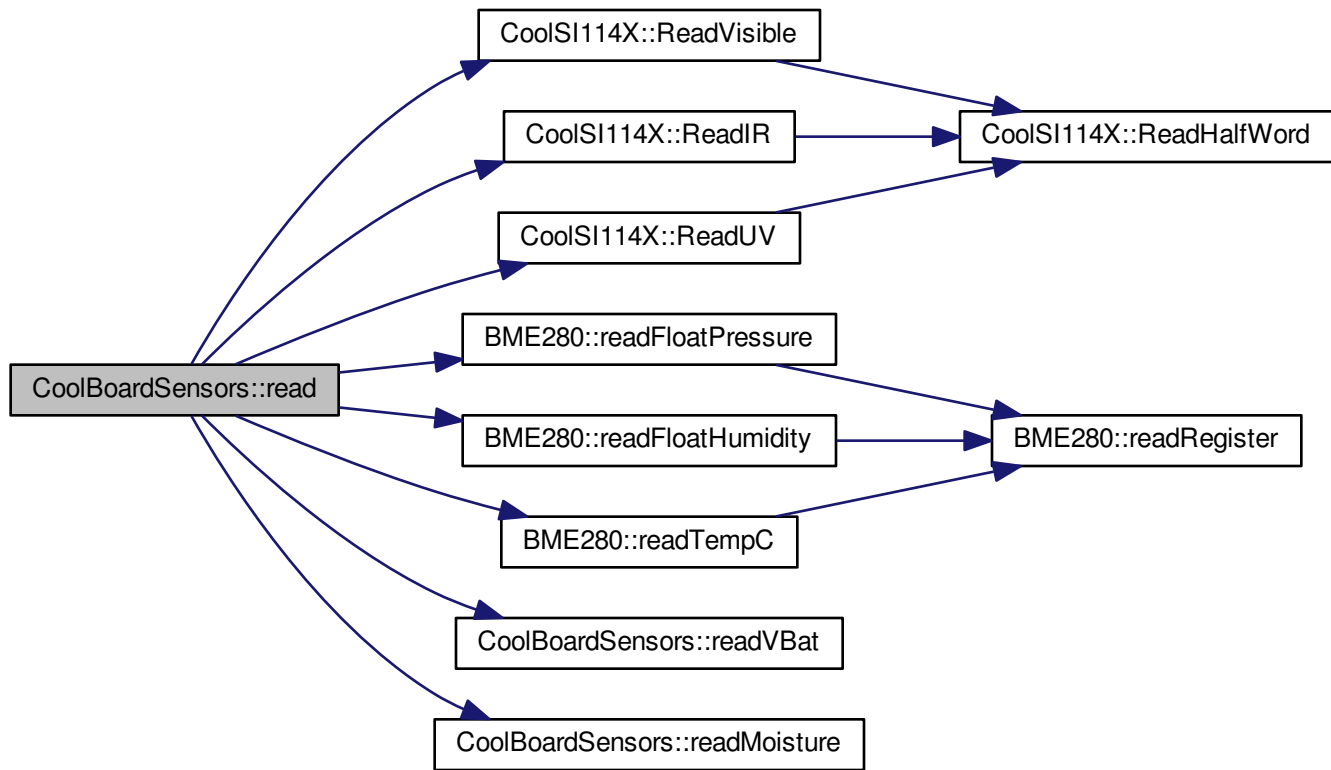 CoolSI114X::ReadVisible
CoolSI114X::ReadIR
CoolSI114X::ReadHalfWord
CoolSI114X::ReadUV
BME280::readFloatPressure
CoolBoardSensors::read
BME280::readFloatHumidity
BME280::readRegister
BME280::readTempC
CoolBoardSensors::readVBat
CoolBoardSensors::readMoisture